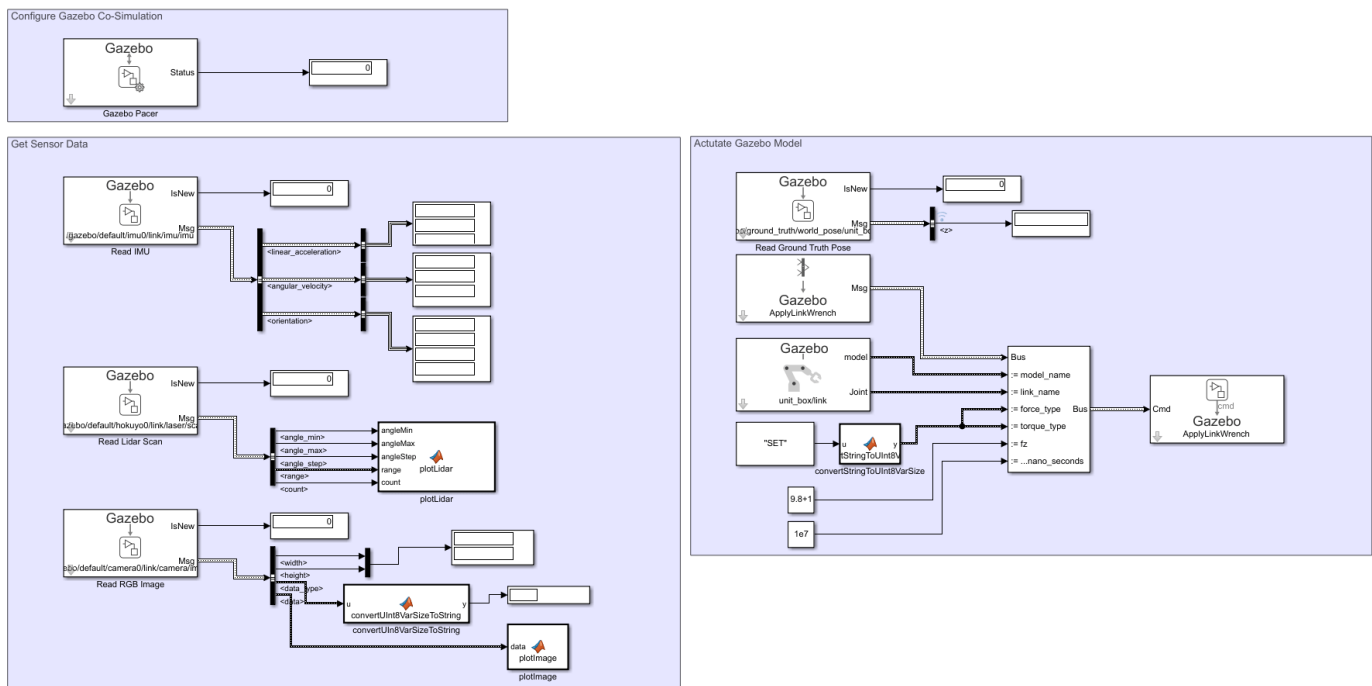 Configure Gazebo Co-Simulation
Gazebo
Status
0
Gazebo Pacer
Get Sensor Data
Gazebo
IsNew
0
Msg
/gazebo/default/imu0/link/imu/imu
Read IMU
<linear_acceleration>
<angular_velocity>
<orientation>
Gazebo
IsNew
0
Msg
Read Lidar Scan
<angle_min>
<angle_max>
<angle_step>
<range>
<count>
angleMin
angleMax
angleStep
range
count
plotLidar
plotLidar
Gazebo
IsNew
0
Msg
Read RGB Image
<width>
<height>
<data_type>
<data>
u
y
convertUInt8VarSizeToString
convertUIn8VarSizeToString
data
plotImage
plotImage
Actutate Gazebo Model
Gazebo
IsNew
0
Msg
Read Ground Truth Pose
<z>
Gazebo
Msg
ApplyLinkWrench
Gazebo
model
Joint
unit_box/link
"SET"
u
y
tStringToUInt8V
convertStringToUInt8VarSize
9.8+1
1e7
Bus
:= model_name
:= link_name
:= force_type
:= torque_type
:= fz
:= ...nano_seconds
Bus
Cmd
cmd
Gazebo
ApplyLinkWrench